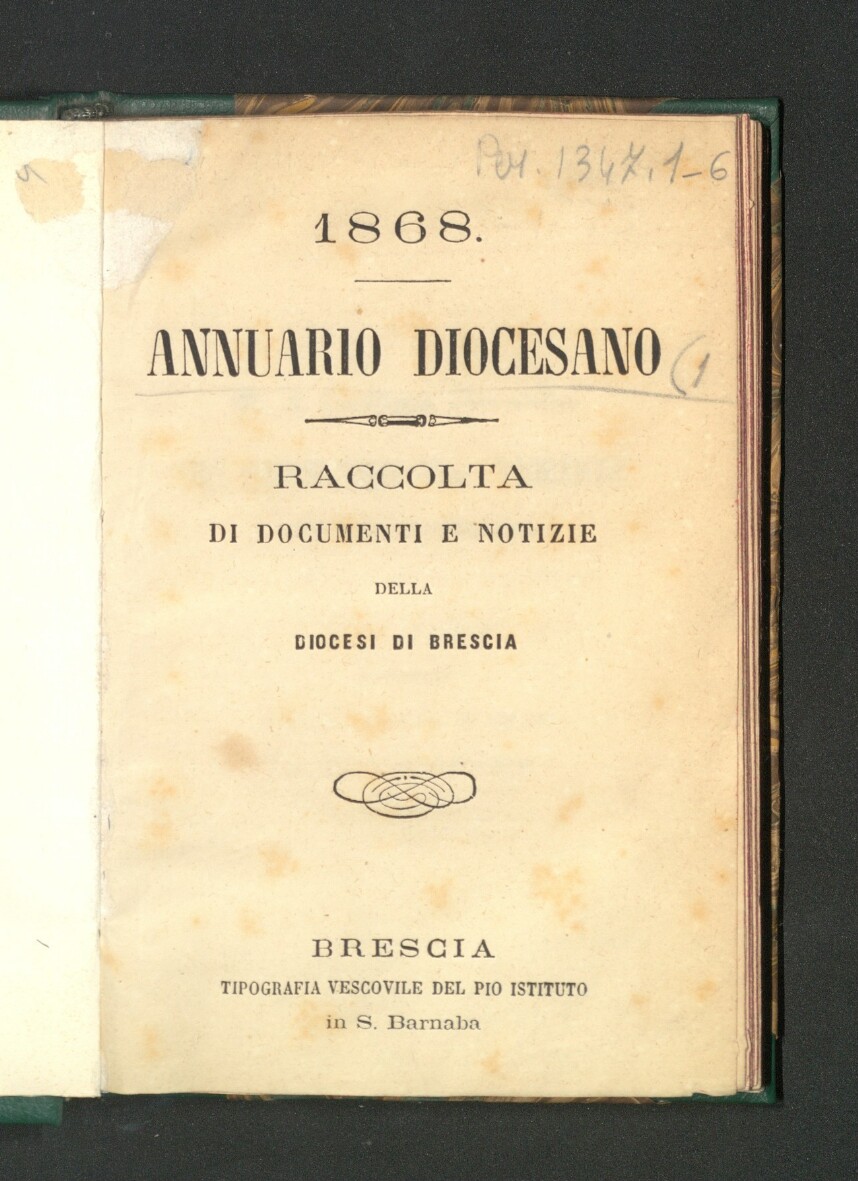 Per. 1347, 1-6
1868.
ANNUARIO DIOCESANO (1
RACCOLTA
DI DOCUMENTI E NOTIZIE
DELLA
DIOCESI DI BRESCIA
BRESCIA
TIPOGRAFIA VESCOVILE DEL PIO ISTITUTO
in S. Barnaba